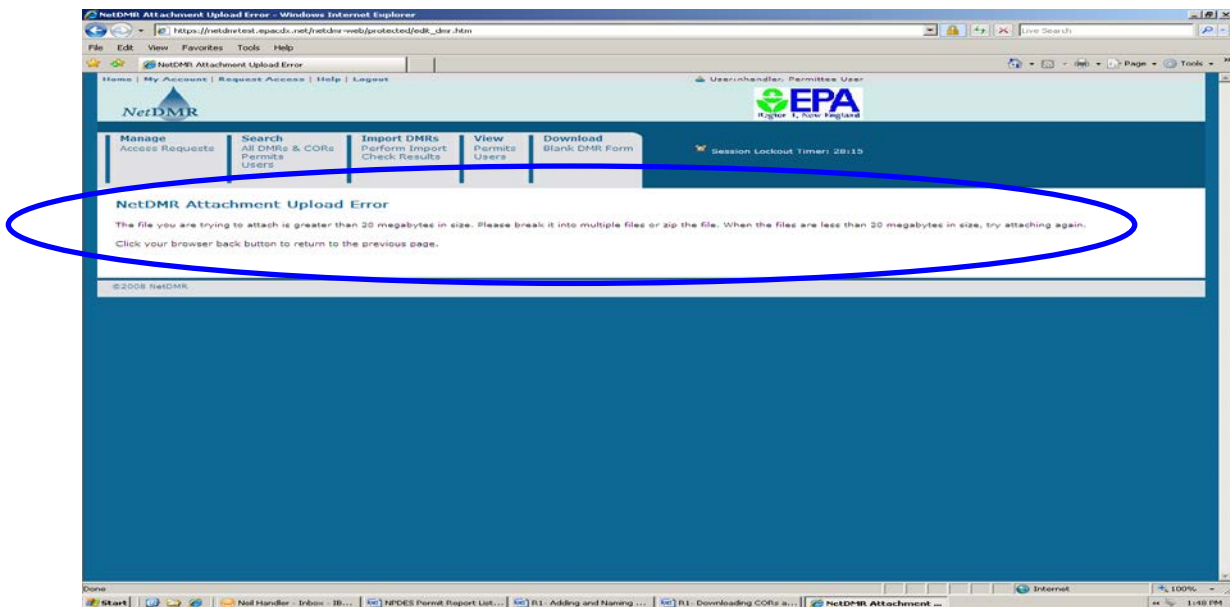 NetDMR Attachment Upload Error - Windows Internet Explorer
https://netdmrtest.epacdx.net/netdmr-web/protected/edit_dmr.htm
Live Search
File Edit View Favorites Tools Help
NetDMR Attachment Upload Error
Page Tools
Home | My Account | Request Access | Help | Logout
User:nhandler: Permittee User
NetDMR
EPA
Region 1, New England
Manage
Access Requests
Search
All DMRs & CORs
Permits
Users
Import DMRs
Perform Import
Check Results
View
Permits
Users
Download
Blank DMR Form
Session Lockout Timer: 28:15
NetDMR Attachment Upload Error
The file you are trying to attach is greater than 20 megabytes in size. Please break it into multiple files or zip the file. When the files are less than 20 megabytes in size, try attaching again.
Click your browser back button to return to the previous page.
©2008 NetDMR
Done
Internet
100%
Start
Neil Handler - Inbox - IB...
NPDES Permit Report List...
R1- Adding and Naming ...
R1- Downloading CORs a...
NetDMR Attachment ...
1:48 PM